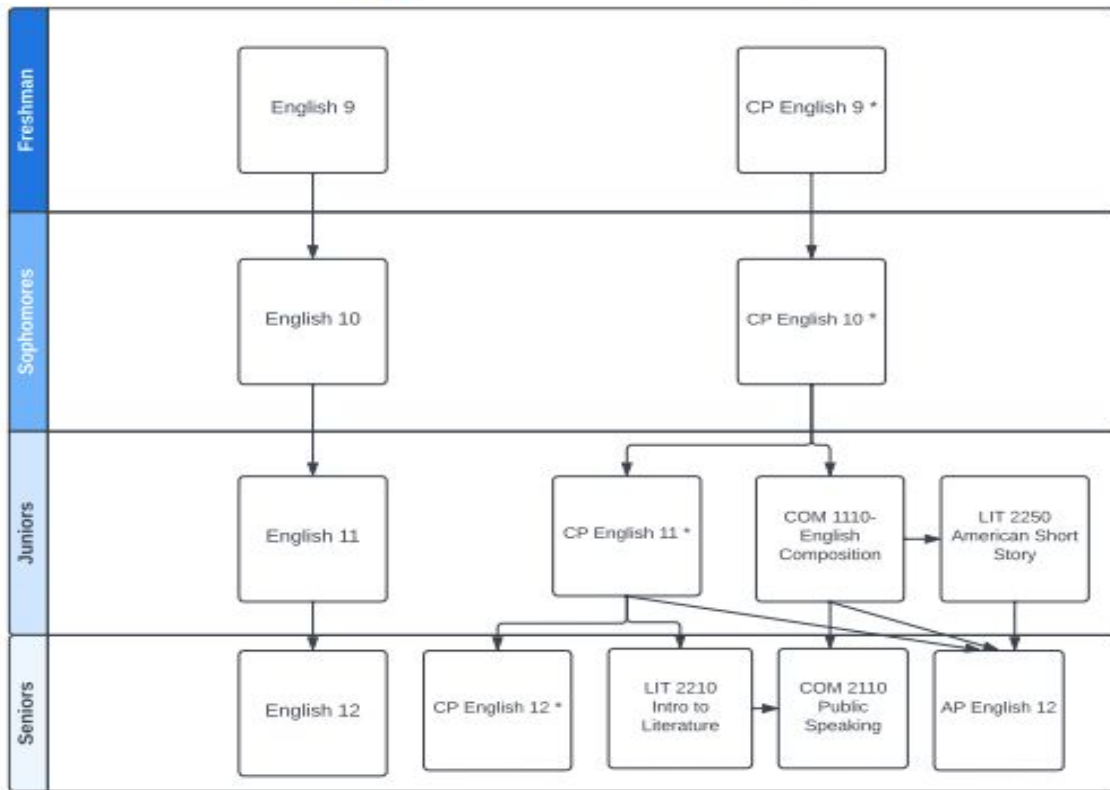 Freshman
English 9
CP English 9 *
Sophomores
English 10
CP English 10 *
Juniors
English 11
CP English 11 *
COM 1110-
English
Composition
LIT 2250
American Short
Story
Seniors
English 12
CP English 12 *
LIT 2210
Intro to
Literature
COM 2110
Public
Speaking
AP English 12